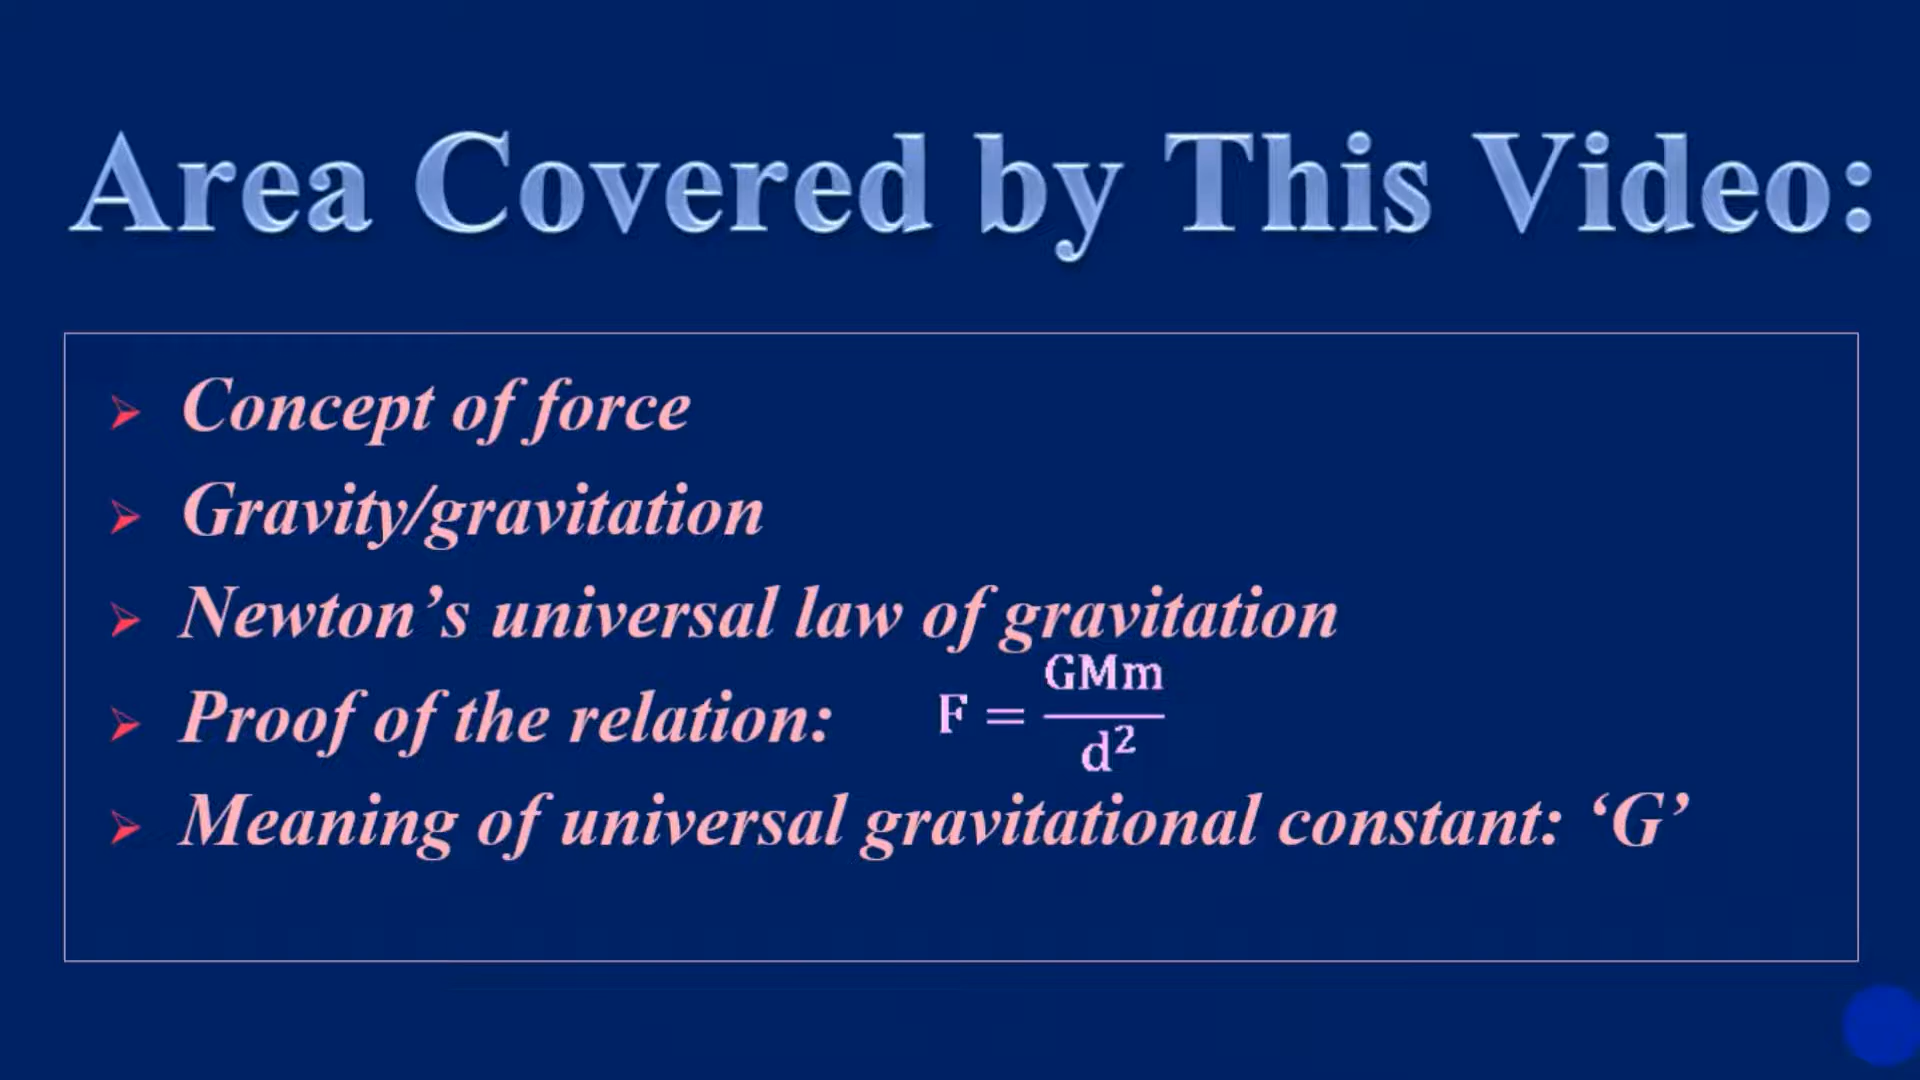 Area Covered by This Video:
➢ Concept of force
➢ Gravity/gravitation
➢ Newton’s universal law of gravitation
➢ Proof of the relation: F = GMm/d²
➢ Meaning of universal gravitational constant: ‘G’